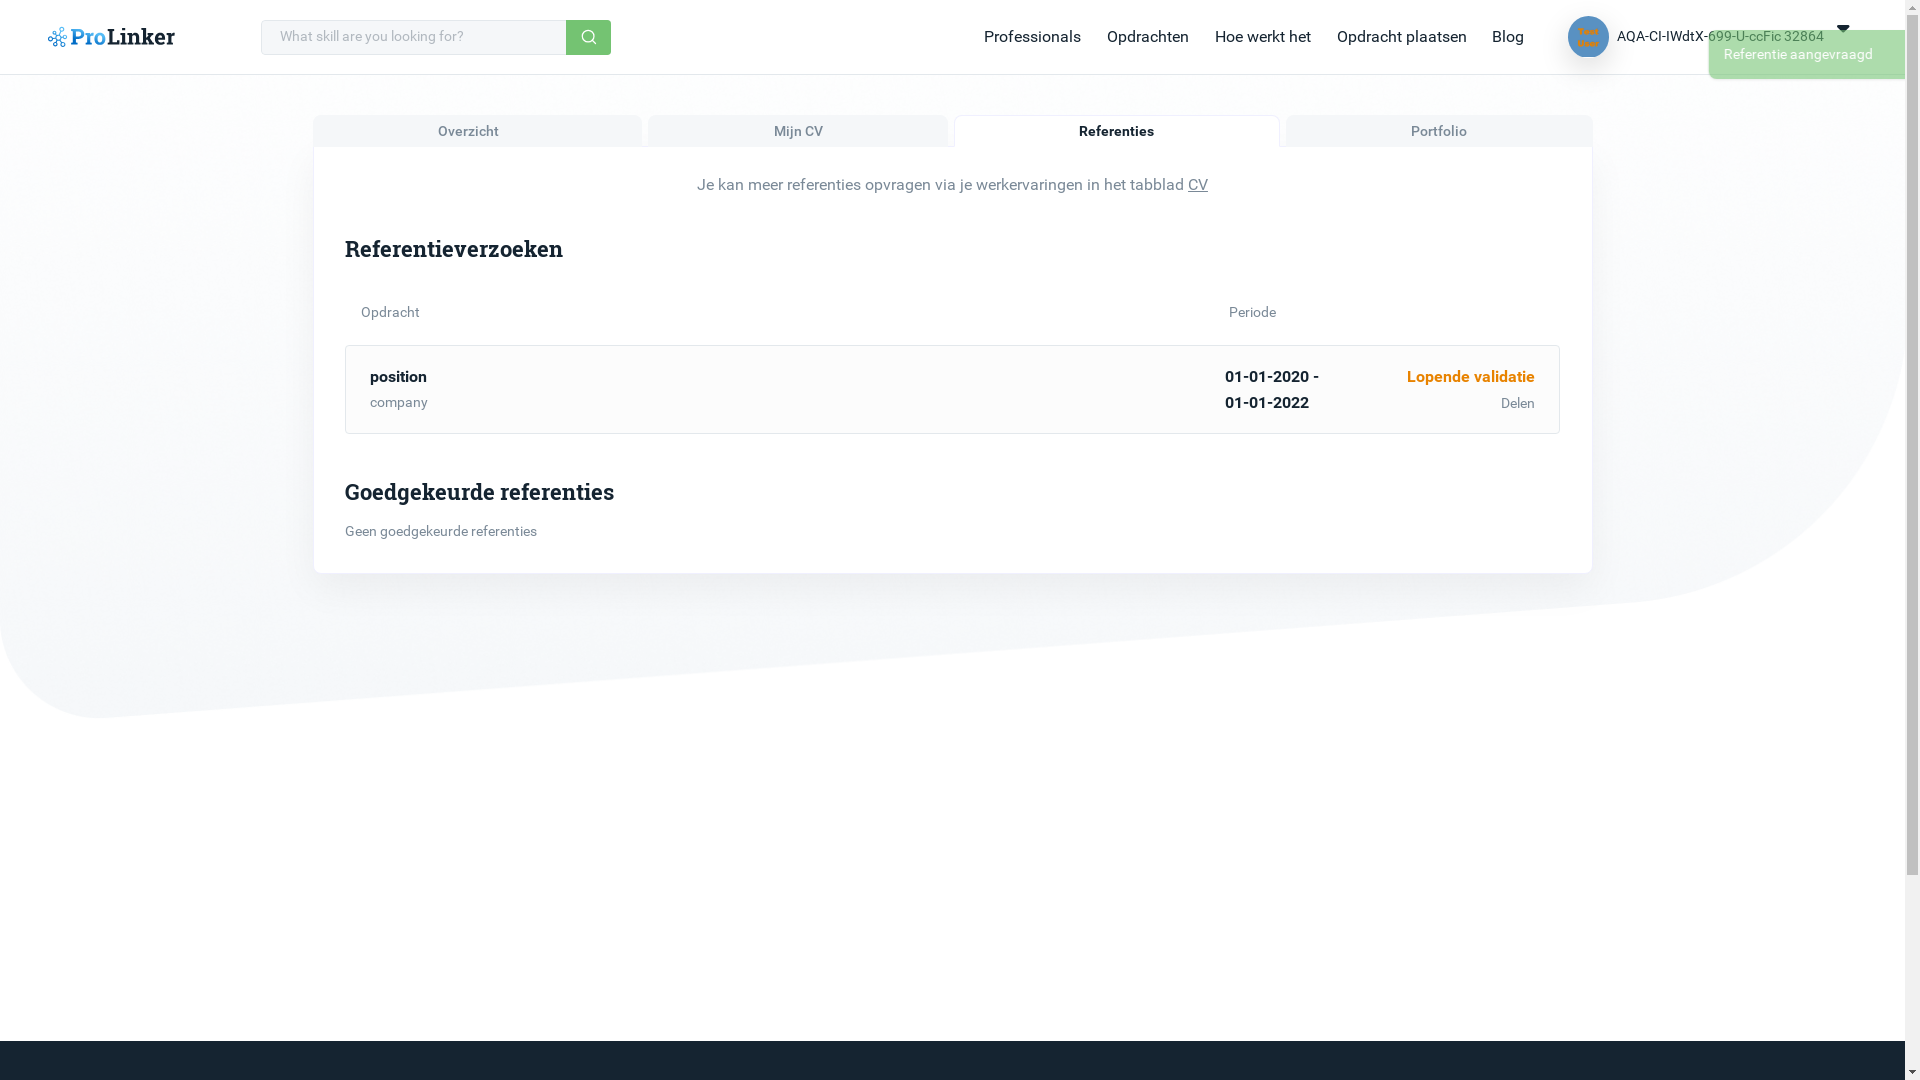 ProLinker
What skill are you looking for?
Professionals
Opdrachten
Hoe werkt het
Opdracht plaatsen
Blog
Test
User
AQA-CI-IWdtX-699-U-ccFic 32864
Referentie aangevraagd
Overzicht
Mijn CV
Referenties
Portfolio
Je kan meer referenties opvragen via je werkervaringen in het tabblad CV
Referentieverzoeken
Opdracht
Periode
position
company
01-01-2020 -
01-01-2022
Lopende validatie
Delen
Goedgekeurde referenties
Geen goedgekeurde referenties